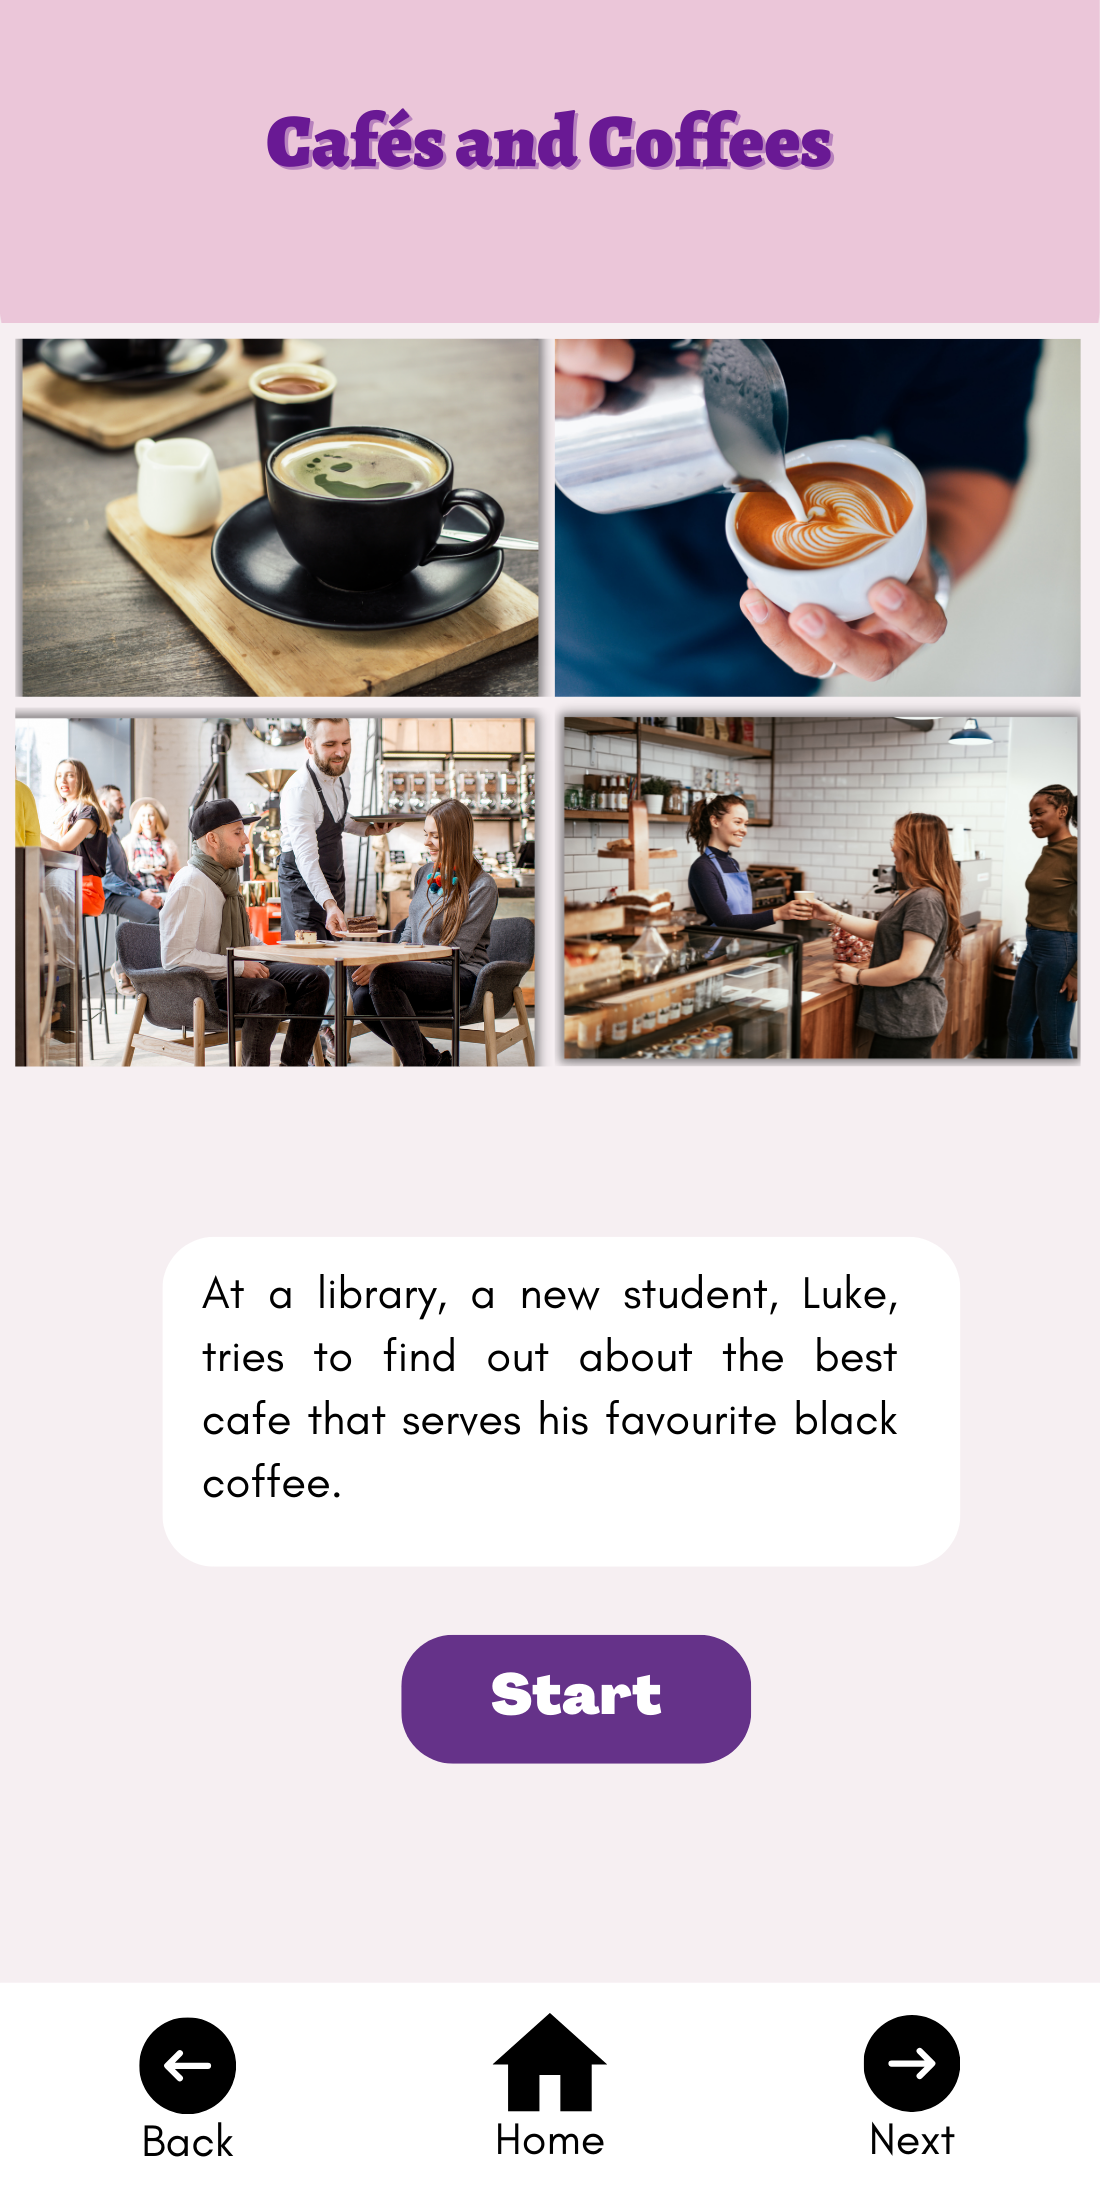 Cafés and Coffees
At a library, a new student, Luke,
tries to find out about the best
cafe that serves his favourite black
coffee.
Start
Back
Home
Next